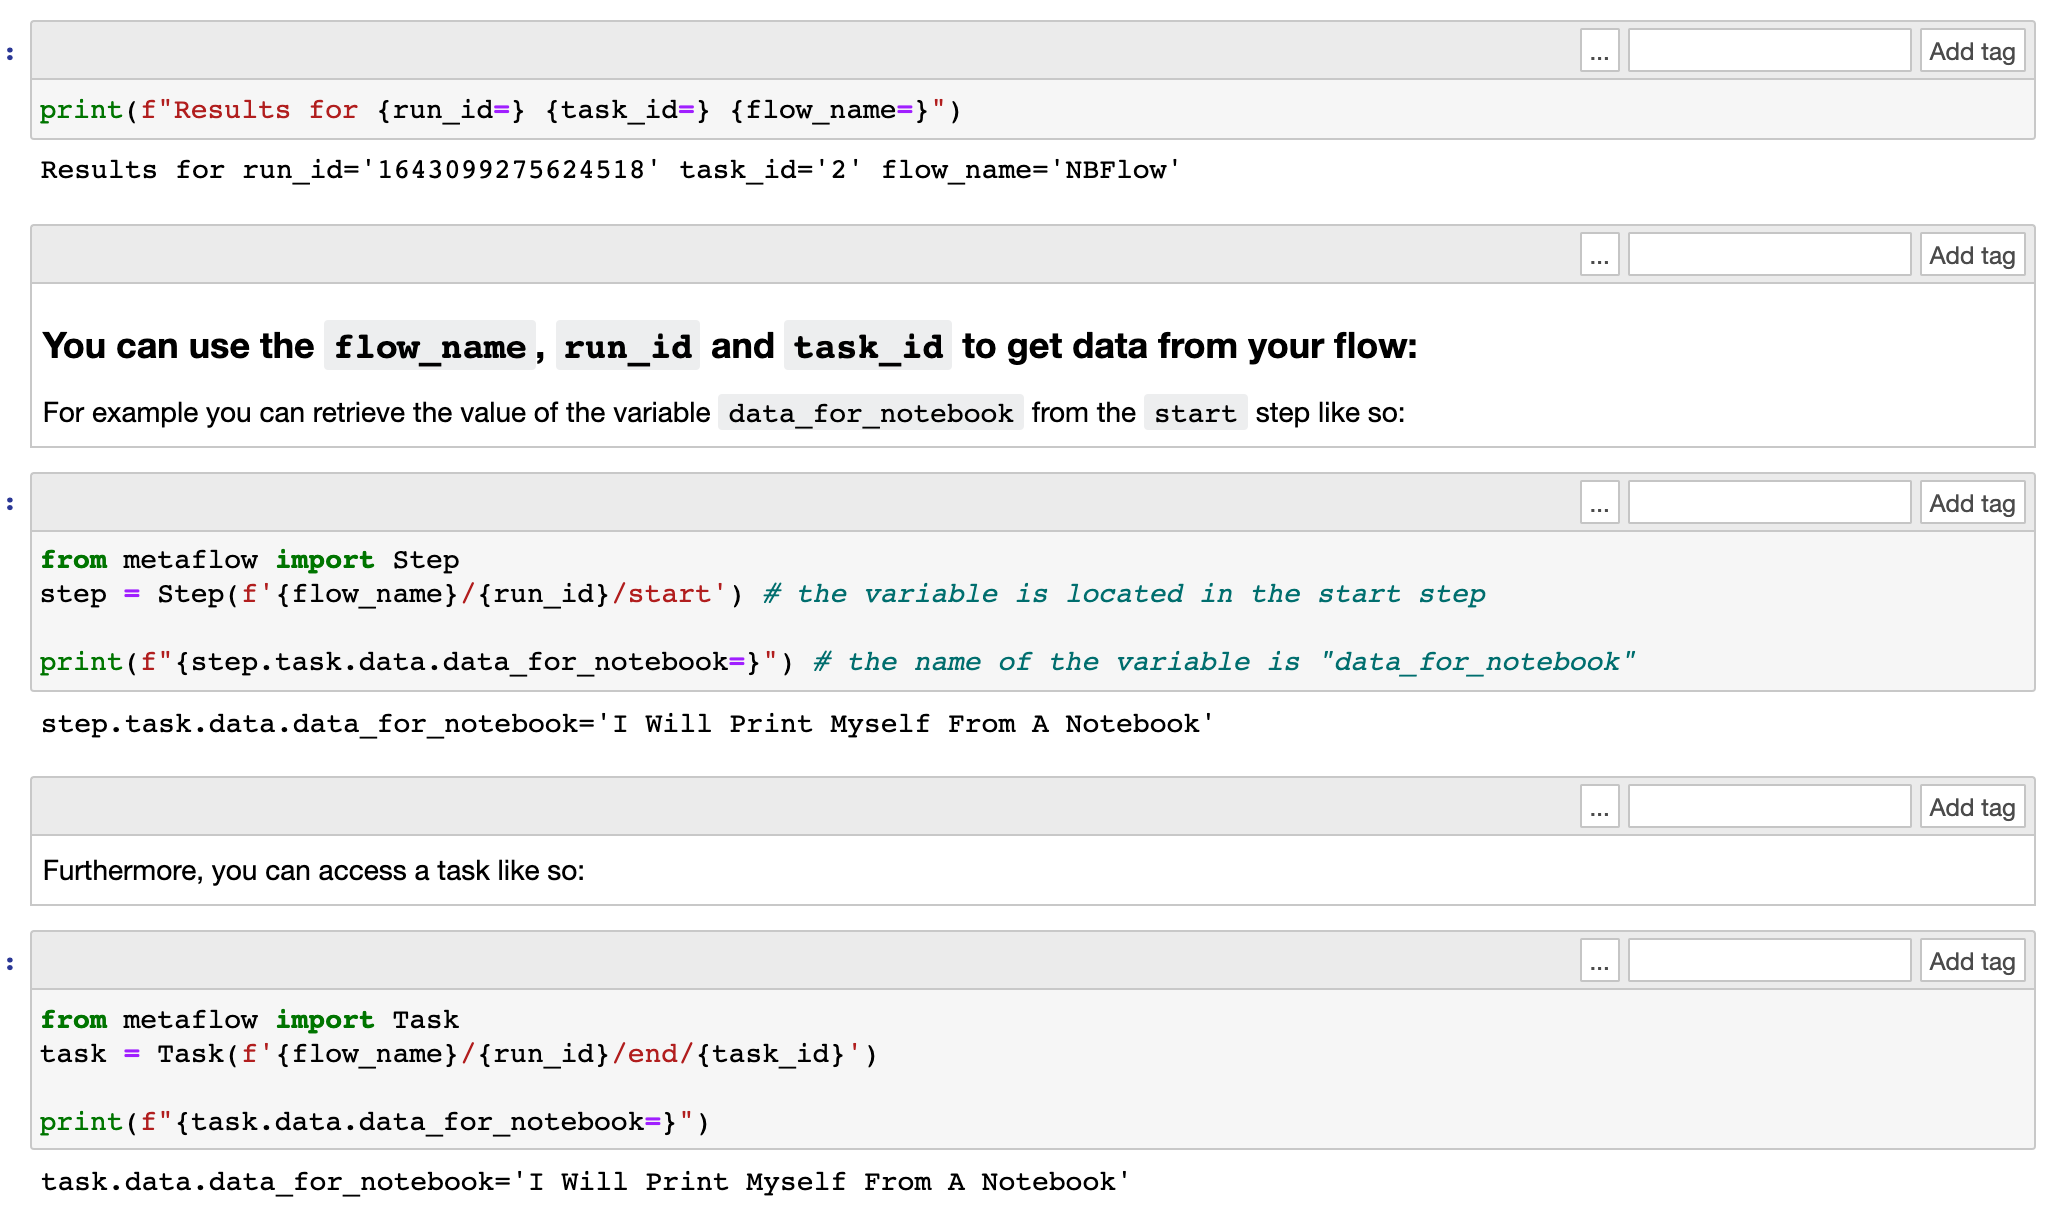 : ... Add tag
print(f"Results for {run_id=} {task_id=} {flow_name=}")
Results for run_id='1643099275624518' task_id='2' flow_name='NBFlow'
... Add tag
You can use the flow_name, run_id and task_id to get data from your flow:
For example you can retrieve the value of the variable data_for_notebook from the start step like so:
: ... Add tag
from metaflow import Step
step = Step(f'{flow_name}/{run_id}/start') # the variable is located in the start step
print(f"{step.task.data.data_for_notebook=}") # the name of the variable is "data_for_notebook"
step.task.data.data_for_notebook='I Will Print Myself From A Notebook'
... Add tag
Furthermore, you can access a task like so:
: ... Add tag
from metaflow import Task
task = Task(f'{flow_name}/{run_id}/end/{task_id}')
print(f"{task.data.data_for_notebook=}")
task.data.data_for_notebook='I Will Print Myself From A Notebook'